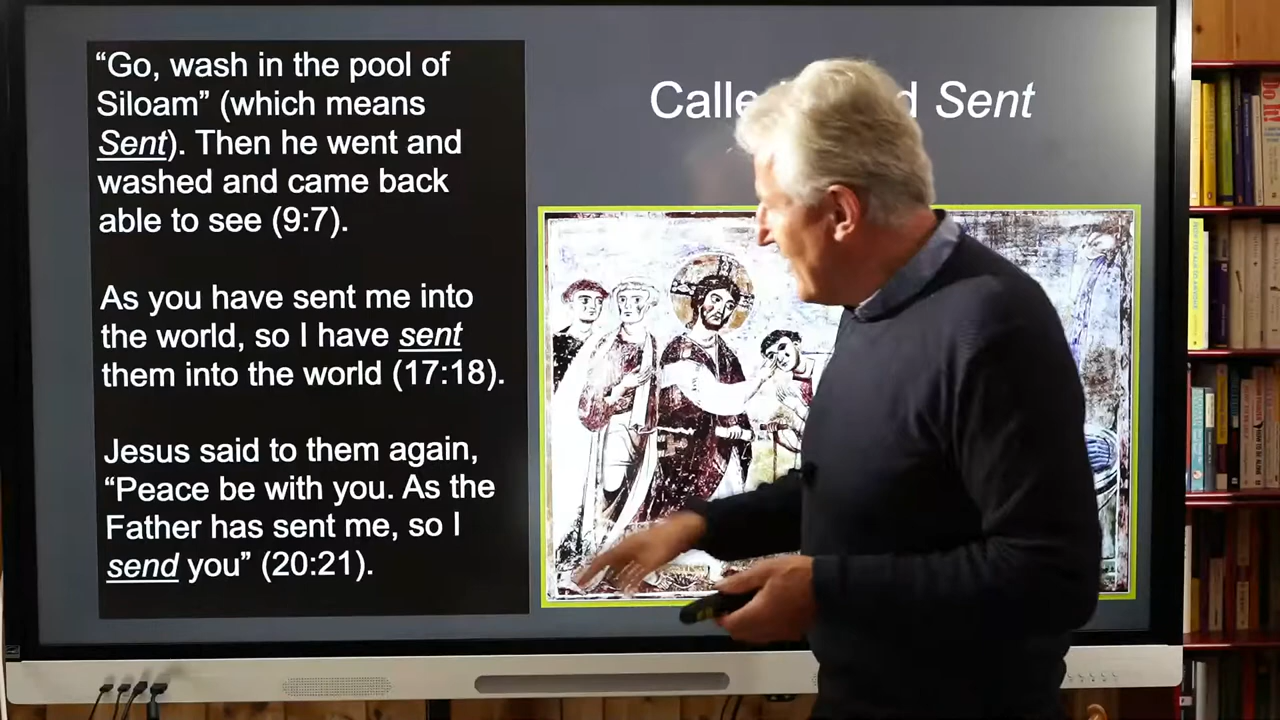 “Go, wash in the pool of
Siloam” (which means
Sent). Then he went and
washed and came back
able to see (9:7).
As you have sent me into
the world, so I have sent
them into the world (17:18).
Jesus said to them again,
“Peace be with you. As the
Father has sent me, so I
send you” (20:21).
Sent
Do It!